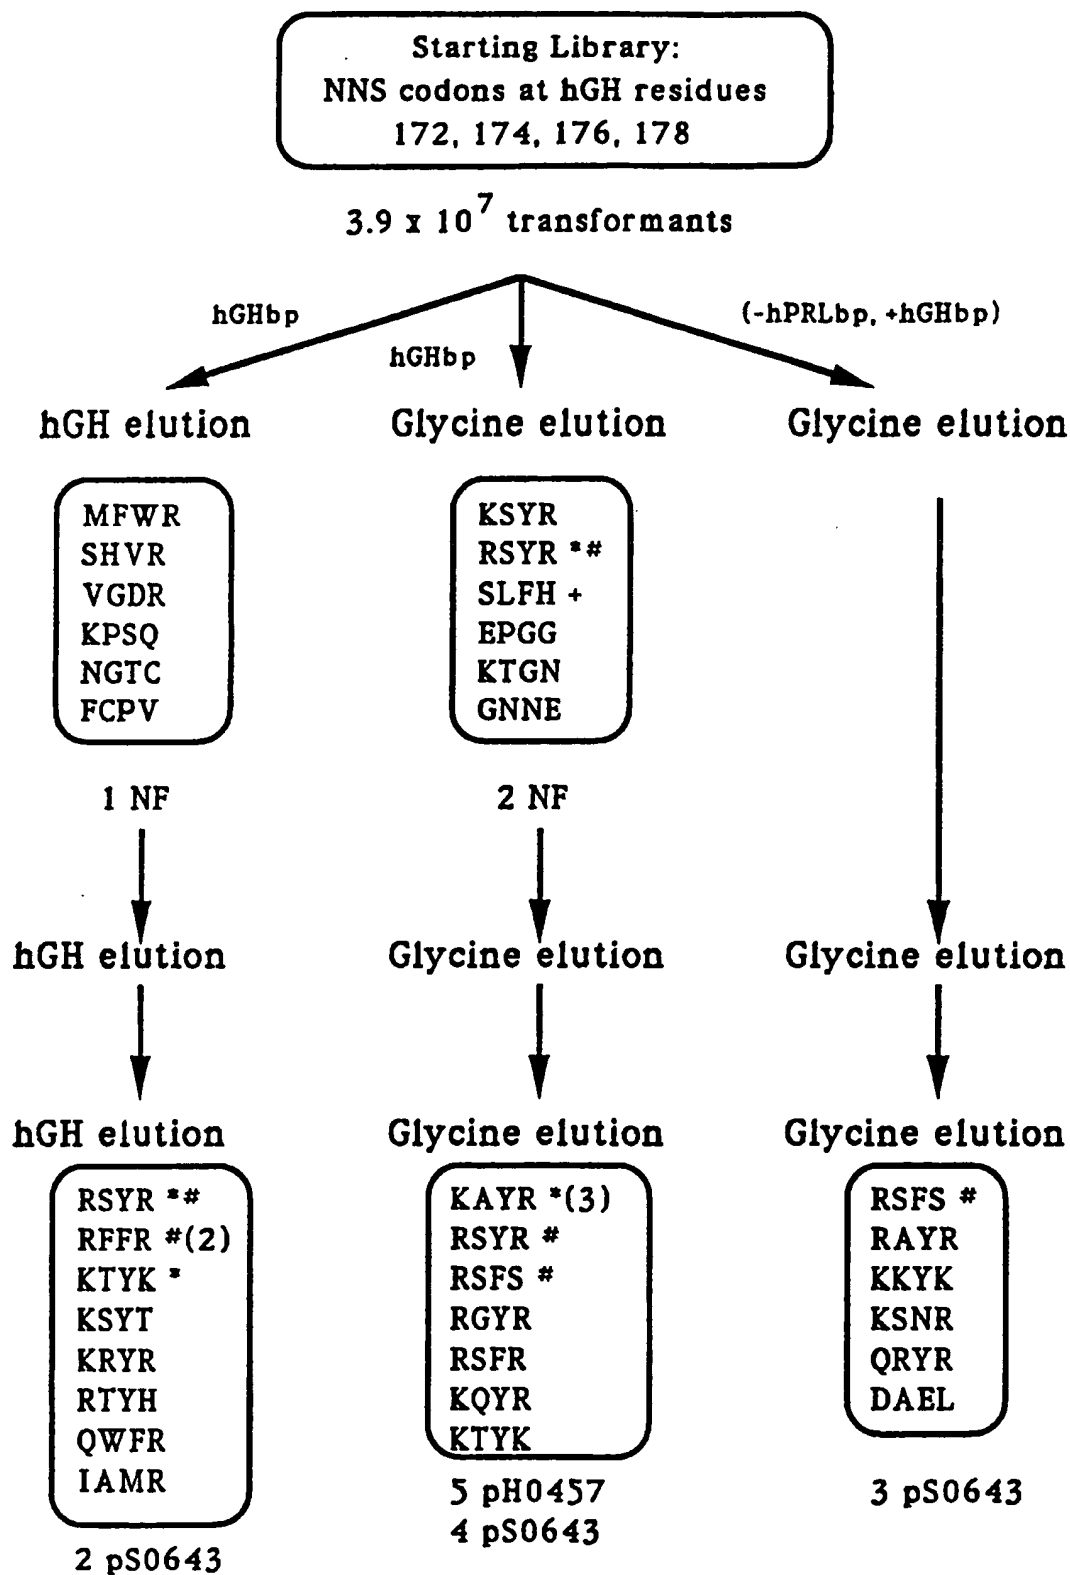 Starting Library:
NNS codons at hGH residues
172, 174, 176, 178
3.9 x 10^7 transformants
hGHbp
hGHbp
(-hPRLbp, +hGHbp)
hGH elution
Glycine elution
Glycine elution
MFWR
SHVR
VGDR
KPSQ
NGTC
FCPV
KSYR
RSYR *#
SLFH +
EPGG
KTGN
GNNE
1 NF
2 NF
hGH elution
Glycine elution
Glycine elution
hGH elution
Glycine elution
Glycine elution
RSYR *#
RFFR #(2)
KTYK *
KSYT
KRYR
RTYH
QWFR
IAMR
KAYR *(3)
RSYR #
RSFS #
RGYR
RSFR
KQYR
KTYK
RSFS #
RAYR
KKYK
KSNR
QRYR
DAEL
2 pS0643
5 pH0457
4 pS0643
3 pS0643